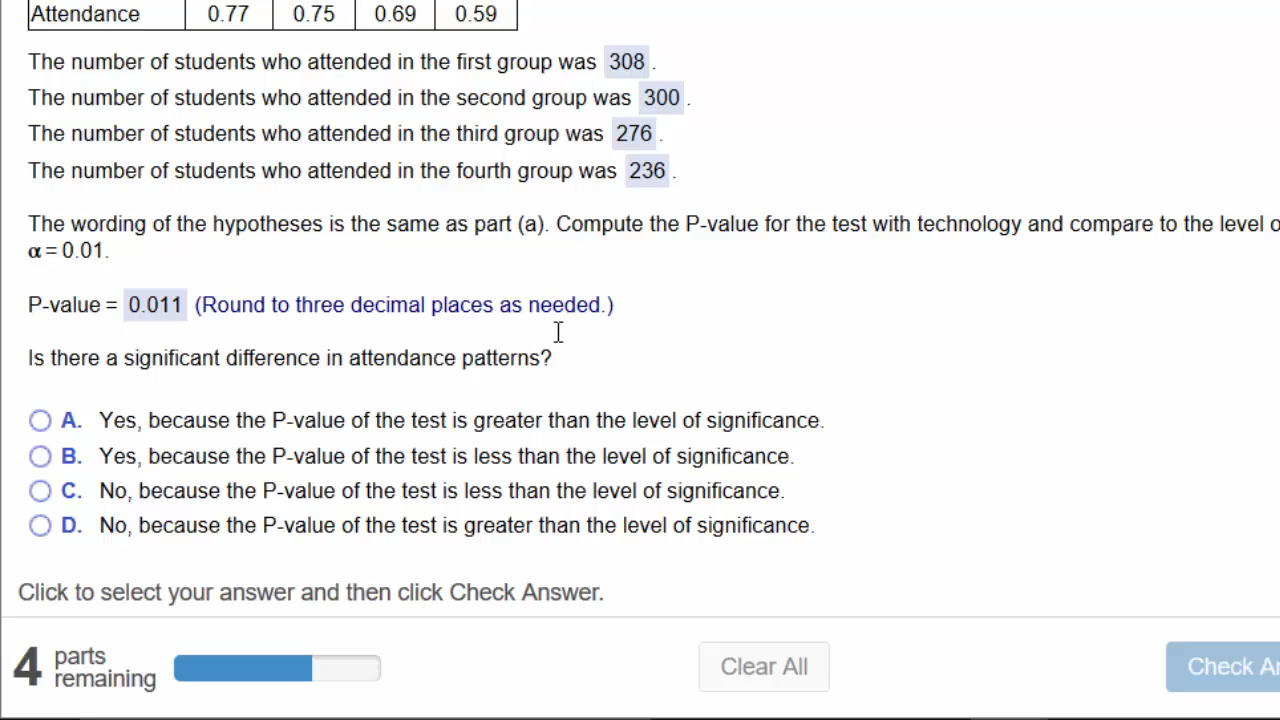 Attendance 0.77 0.75 0.69 0.59
The number of students who attended in the first group was 308.
The number of students who attended in the second group was 300.
The number of students who attended in the third group was 276.
The number of students who attended in the fourth group was 236.
The wording of the hypotheses is the same as part (a). Compute the P-value for the test with technology and compare to the level o
α = 0.01.
P-value = 0.011 (Round to three decimal places as needed.)
Is there a significant difference in attendance patterns?
A. Yes, because the P-value of the test is greater than the level of significance.
B. Yes, because the P-value of the test is less than the level of significance.
C. No, because the P-value of the test is less than the level of significance.
D. No, because the P-value of the test is greater than the level of significance.
Click to select your answer and then click Check Answer.
4 parts remaining
Clear All
Check An